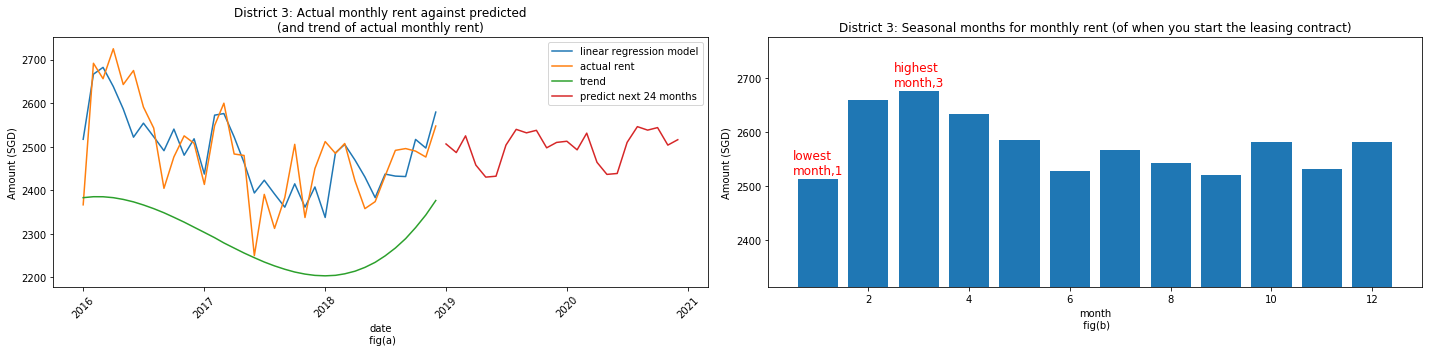 District 3: Actual monthly rent against predicted
(and trend of actual monthly rent)
linear regression model
actual rent
trend
predict next 24 months
Amount (SGD)
2700
2600
2500
2400
2300
2200
2016
2017
2018
2019
2020
2021
date
fig(a)
District 3: Seasonal months for monthly rent (of when you start the leasing contract)
highest
month,3
lowest
month,1
Amount (SGD)
2700
2600
2500
2400
2
4
6
8
10
12
month
fig(b)